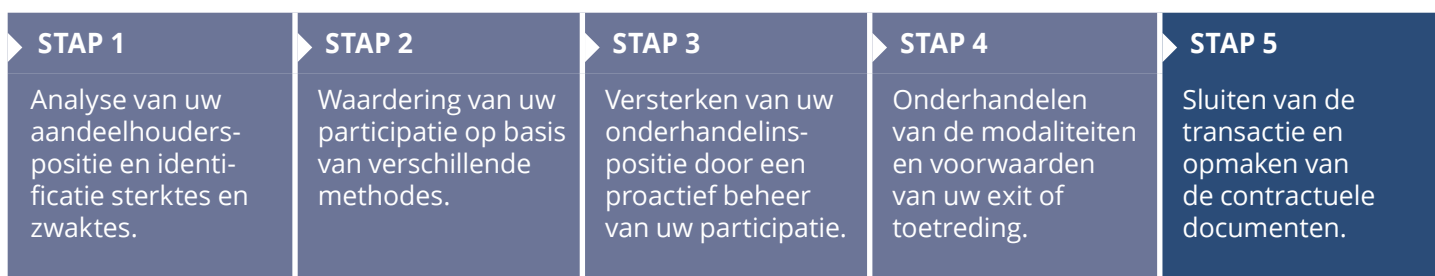 STAP 1
Analyse van uw
aandeelhouders-
positie en identi-
ficatie sterktes en
zwaktes.
STAP 2
Waardering van uw
participatie op basis
van verschillende
methodes.
STAP 3
Versterken van uw
onderhandelins-
positie door een
proactief beheer
van uw participatie.
STAP 4
Onderhandelen
van de modaliteiten
en voorwaarden
van uw exit of
toetreding.
STAP 5
Sluiten van de
transactie en
opmaken van
de contractuele
documenten.